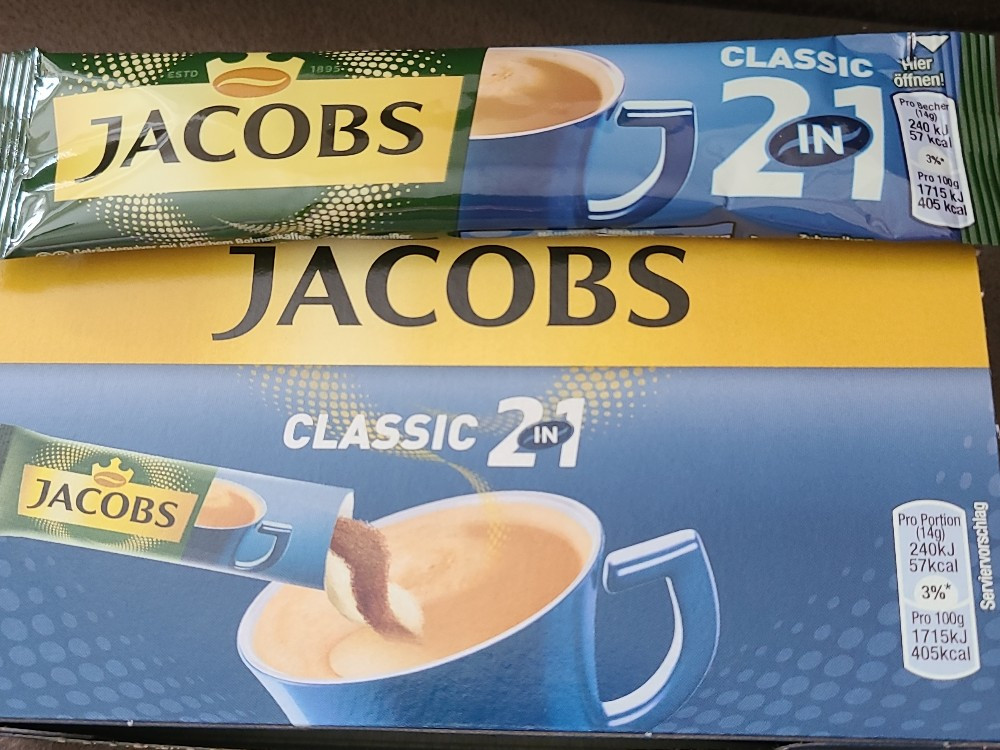 ESTD 1895
JACOBS
CLASSIC
2 IN 1
Hier
öffnen!
Pro Becher
(14g)
240 kJ
57 kcal
3%*
Pro 100g
1715 kJ
405 kcal
JACOBS
CLASSIC 2 IN 1
JACOBS
Pro Portion
(14g)
240kJ
57kcal
3%*
Pro 100g
1715kJ
405kcal
Serviervorschlag